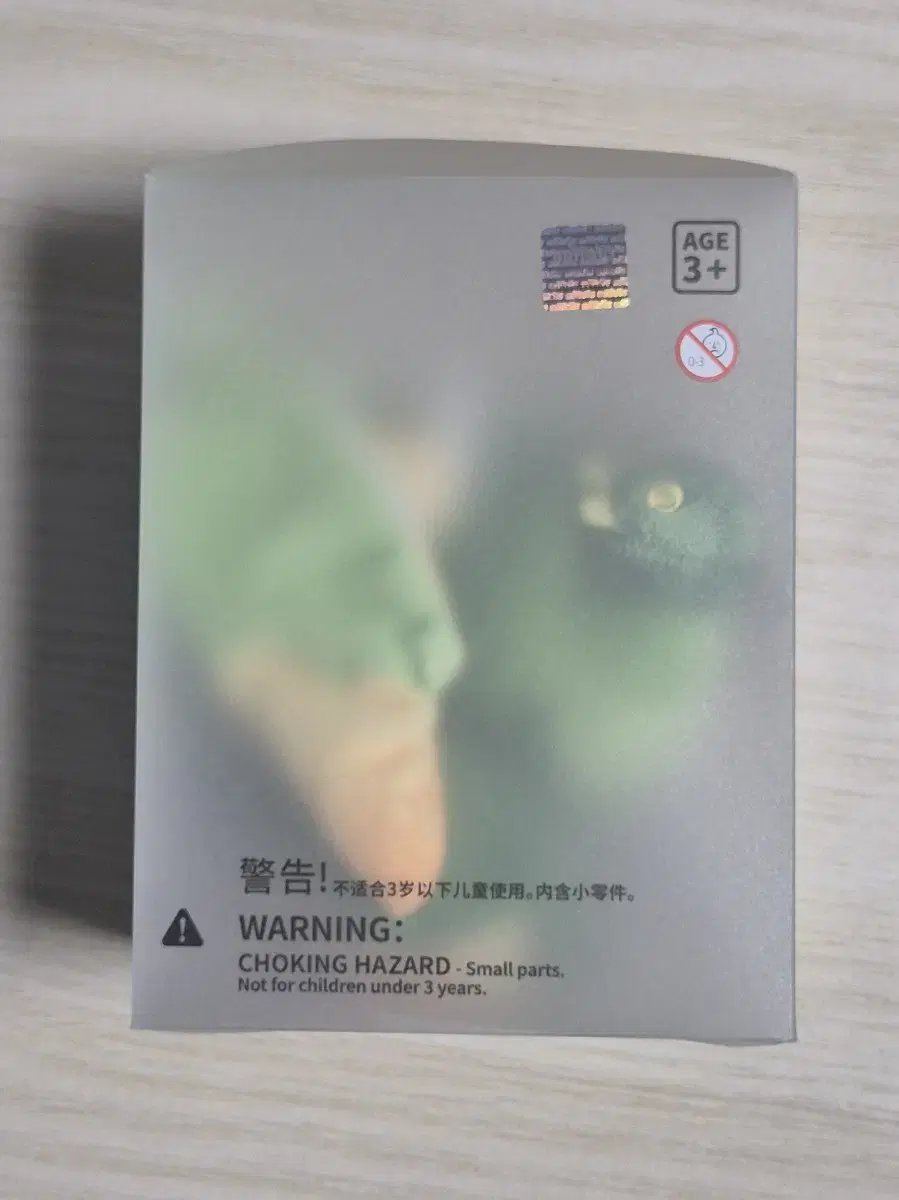 AGE
3+
0-3
警告!不适合3岁以下儿童使用。内含小零件。
WARNING:
CHOKING HAZARD - Small parts.
Not for children under 3 years.